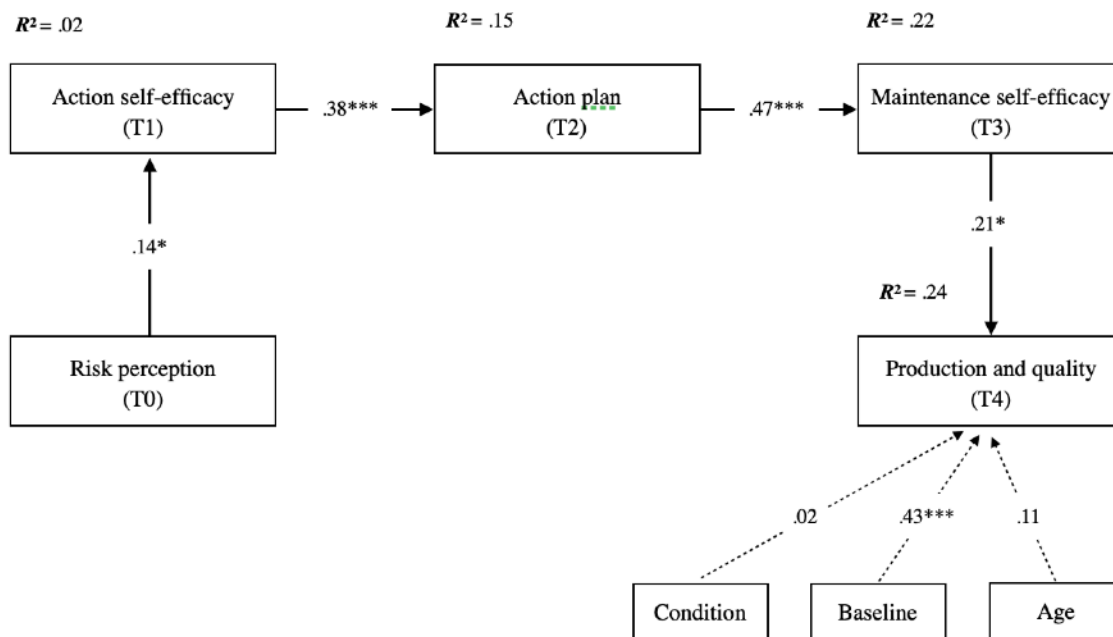 R² = .02
R² = .15
R² = .22
Action self-efficacy
(T1)
.38***
Action plan
(T2)
.47***
Maintenance self-efficacy
(T3)
.14*
.21*
R² = .24
Risk perception
(T0)
Production and quality
(T4)
.02
.43***
.11
Condition
Baseline
Age